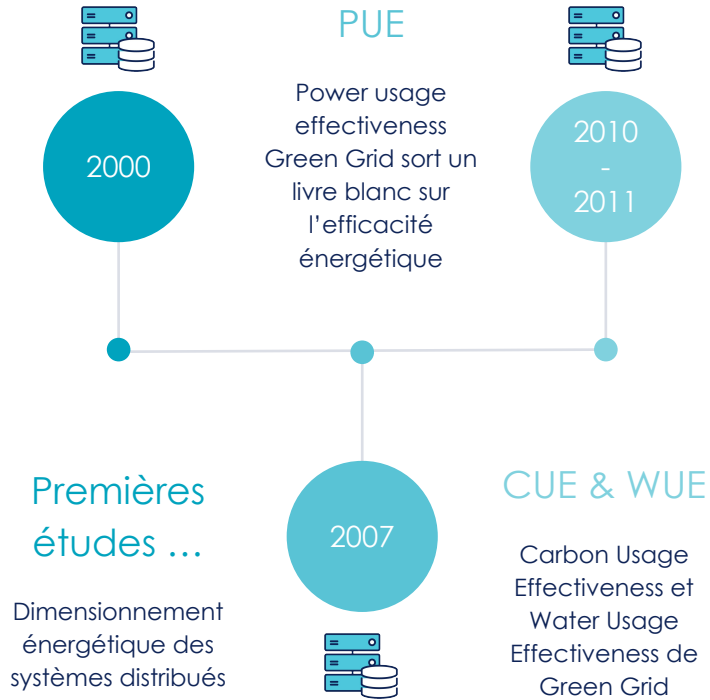 2000
Premières
études …
Dimensionnement
énergétique des
systèmes distribués
PUE
Power usage
effectiveness
Green Grid sort un
livre blanc sur
l’efficacité
énergétique
2007
2010
-
2011
CUE & WUE
Carbon Usage
Effectiveness et
Water Usage
Effectiveness de
Green Grid